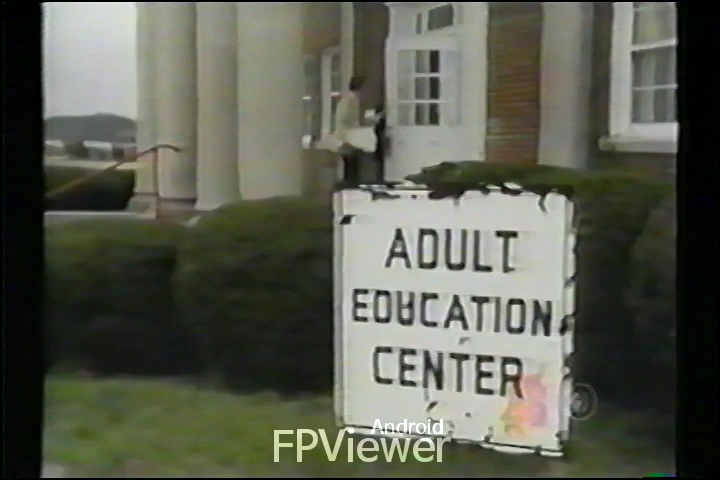 ADULT
EDUCATION
CENTER
Android
FPViewer